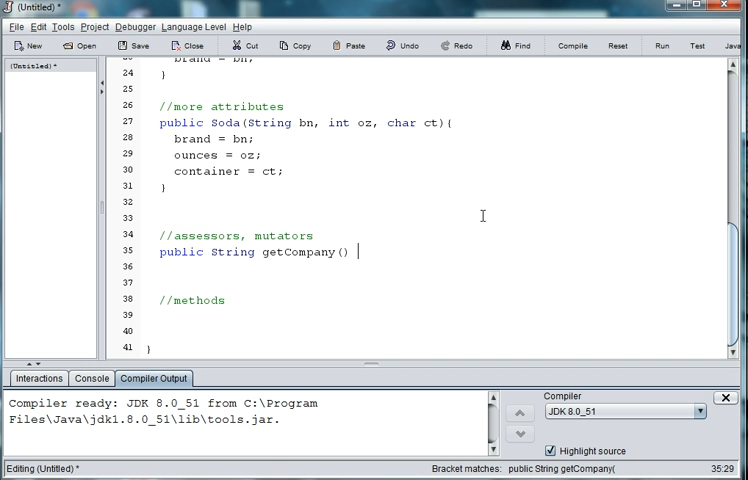 (Untitled) *
File Edit Tools Project Debugger Language Level Help
New Open Save Close Cut Copy Paste Undo Redo Find Compile Reset Run Test Java
(Untitled) *
brand = bn;
24 }
25
26 //more attributes
27 public Soda(String bn, int oz, char ct){
28 brand = bn;
29 ounces = oz;
30 container = ct;
31 }
32
33
34 //assessors, mutators
35 public String getCompany()
36
37
38 //methods
39
40
41 }
Interactions Console Compiler Output
Compiler ready: JDK 8.0_51 from C:\Program
Files\Java\jdk1.8.0_51\lib\tools.jar.
Compiler
JDK 8.0_51
Highlight source
Editing (Untitled) * Bracket matches: public String getCompany( 35:29